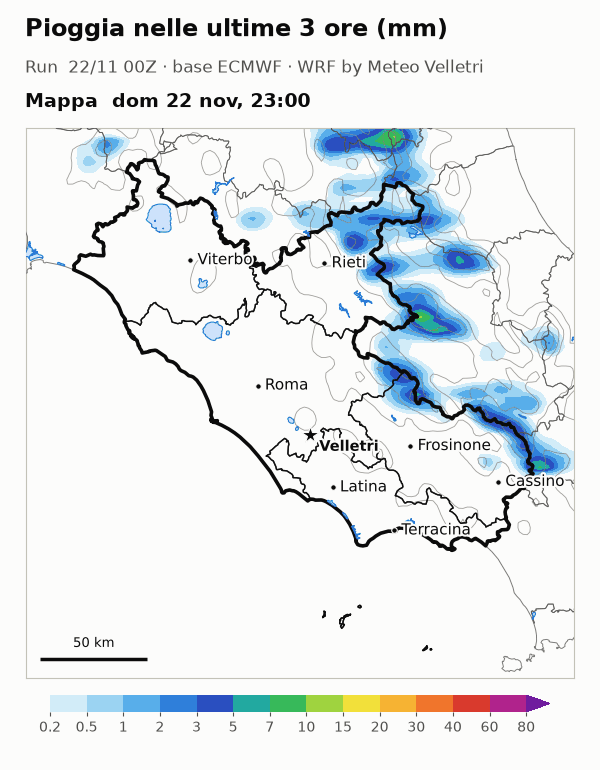 Pioggia nelle ultime 3 ore (mm)
Run  22/11 00Z · base ECMWF · WRF by Meteo Velletri
Mappa  dom 22 nov, 23:00
Viterbo
Rieti
Roma
Velletri
Frosinone
Latina
Cassino
Terracina
50 km
0.2 0.5 1 2 3 5 7 10 15 20 30 40 60 80